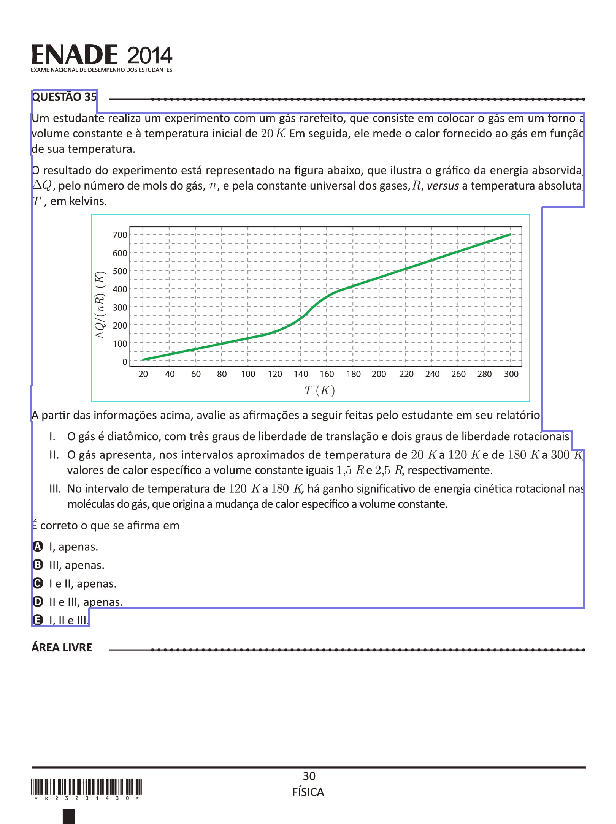 ENADE 2014
EXAME NACIONAL DE DESEMPENHO DOS ESTUDANTES
QUESTÃO 35
Um estudante realiza um experimento com um gás rarefeito, que consiste em colocar o gás em um forno a
volume constante e à temperatura inicial de 20 K. Em seguida, ele mede o calor fornecido ao gás em função
de sua temperatura.
O resultado do experimento está representado na figura abaixo, que ilustra o gráfico da energia absorvida,
ΔQ, pelo número de mols do gás, n, e pela constante universal dos gases, R, versus a temperatura absoluta,
T , em kelvins.
ΔQ/(nR) (K)
700
600
500
400
300
200
100
0
20 40 60 80 100 120 140 160 180 200 220 240 260 280 300
T (K)
A partir das informações acima, avalie as afirmações a seguir feitas pelo estudante em seu relatório.
I. O gás é diatômico, com três graus de liberdade de translação e dois graus de liberdade rotacionais.
II. O gás apresenta, nos intervalos aproximados de temperatura de 20 K a 120 K e de 180 K a 300 K,
valores de calor específico a volume constante iguais 1,5 R e 2,5 R, respectivamente.
III. No intervalo de temperatura de 120 K a 180 K, há ganho significativo de energia cinética rotacional nas
moléculas do gás, que origina a mudança de calor específico a volume constante.
É correto o que se afirma em
A I, apenas.
B III, apenas.
C I e II, apenas.
D II e III, apenas.
E I, II e III.
ÁREA LIVRE
30
FÍSICA